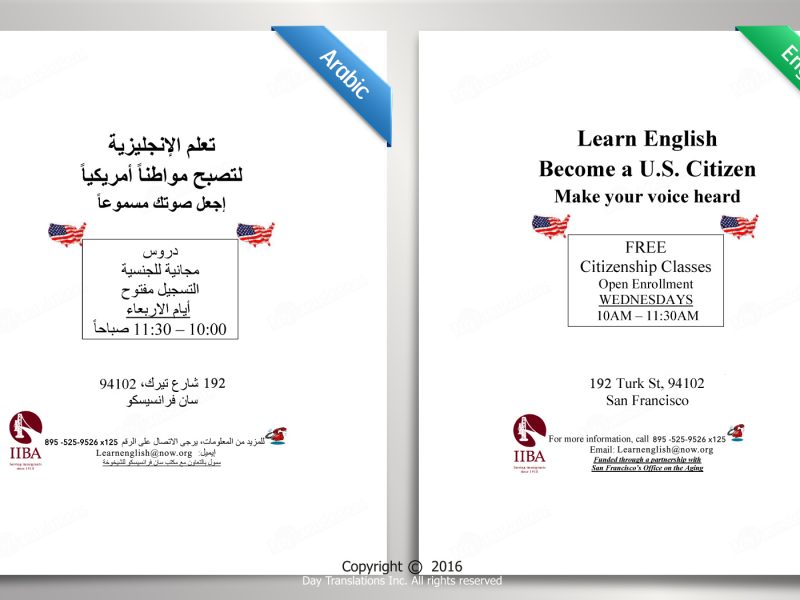 Arabic
تعلم الإنجليزية
لتصبح مواطناً أمريكياً
إجعل صوتك مسموعاً
دروس
مجانية للجنسية
التسجيل مفتوح
أيام الاربعاء
10:00 – 11:30 صباحاً
192 شارع تيرك، 94102
سان فرانسيسكو
IIBA
للمزيد من المعلومات، يرجى الاتصال على الرقم 895 -525-9526 x125
إيميل: Learnenglish@now.org
ممول بالتعاون مع مكتب سان فرانسيسكو للشيخوخة
Learn English
Become a U.S. Citizen
Make your voice heard
FREE
Citizenship Classes
Open Enrollment
WEDNESDAYS
10AM – 11:30AM
192 Turk St, 94102
San Francisco
IIBA
For more information, call 895 -525-9526 x125
Email: Learnenglish@now.org
Funded through a partnership with
San Francisco's Office on the Aging
Copyright © 2016
Day Translations Inc. All rights reserved